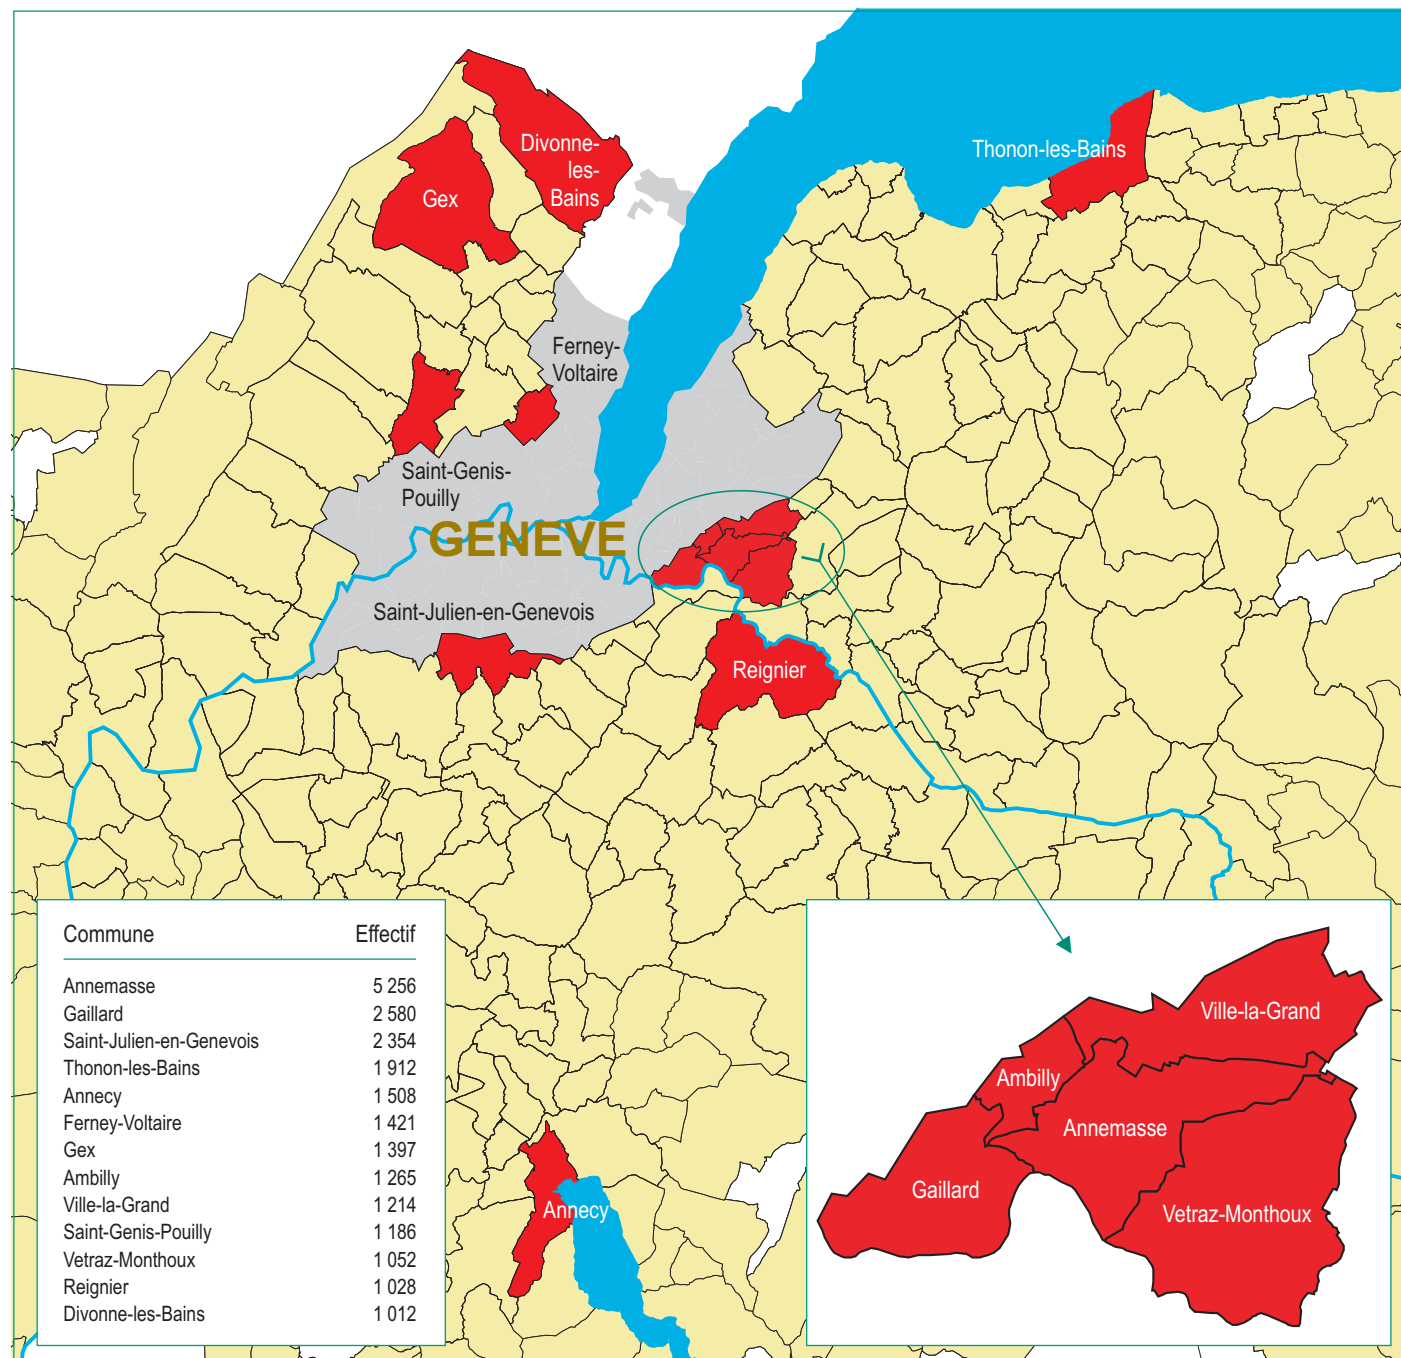 Divonne-
les-
Bains
Gex
Thonon-les-Bains
Ferney-
Voltaire
Saint-Genis-
Pouilly
GENEVE
Saint-Julien-en-Genevois
Reignier
Annecy
Commune Effectif
Annemasse 5 256
Gaillard 2 580
Saint-Julien-en-Genevois 2 354
Thonon-les-Bains 1 912
Annecy 1 508
Ferney-Voltaire 1 421
Gex 1 397
Ambilly 1 265
Ville-la-Grand 1 214
Saint-Genis-Pouilly 1 186
Vetraz-Monthoux 1 052
Reignier 1 028
Divonne-les-Bains 1 012
Ville-la-Grand
Ambilly
Annemasse
Gaillard
Vetraz-Monthoux